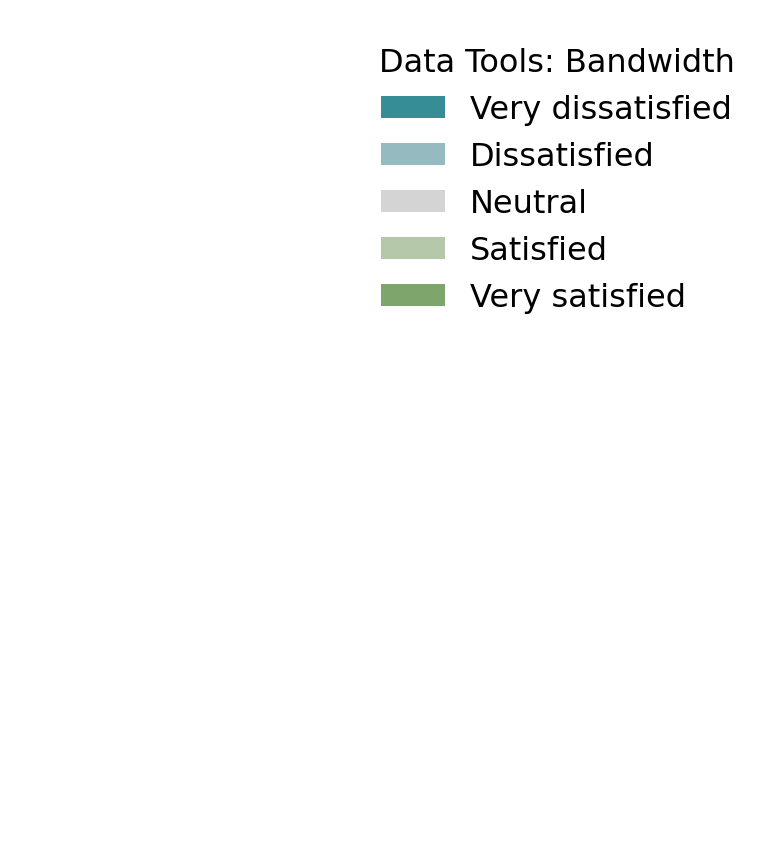 Data Tools: Bandwidth
Very dissatisfied
Dissatisfied
Neutral
Satisfied
Very satisfied